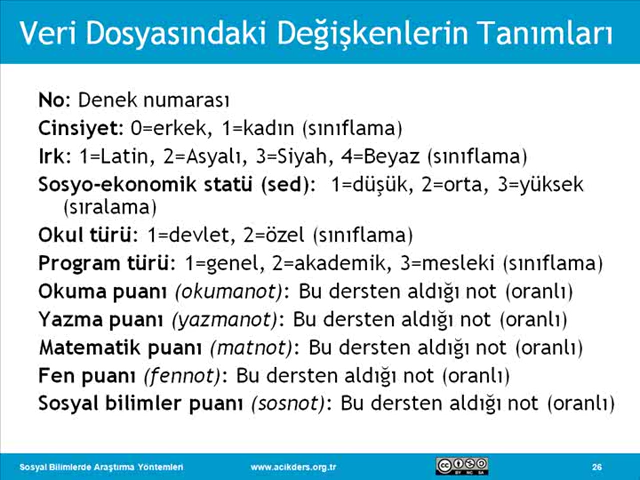 Veri Dosyasındaki Değişkenlerin Tanımları
No: Denek numarası
Cinsiyet: 0=erkek, 1=kadın (sınıflama)
Irk: 1=Latin, 2=Asyalı, 3=Siyah, 4=Beyaz (sınıflama)
Sosyo-ekonomik statü (sed): 1=düşük, 2=orta, 3=yüksek
(sıralama)
Okul türü: 1=devlet, 2=özel (sınıflama)
Program türü: 1=genel, 2=akademik, 3=mesleki (sınıflama)
Okuma puanı (okumanot): Bu dersten aldığı not (oranlı)
Yazma puanı (yazmanot): Bu dersten aldığı not (oranlı)
Matematik puanı (matnot): Bu dersten aldığı not (oranlı)
Fen puanı (fennot): Bu dersten aldığı not (oranlı)
Sosyal bilimler puanı (sosnot): Bu dersten aldığı not (oranlı)
Sosyal Bilimlerde Araştırma Yöntemleri www.acikders.org.tr cc BY NC SA 26